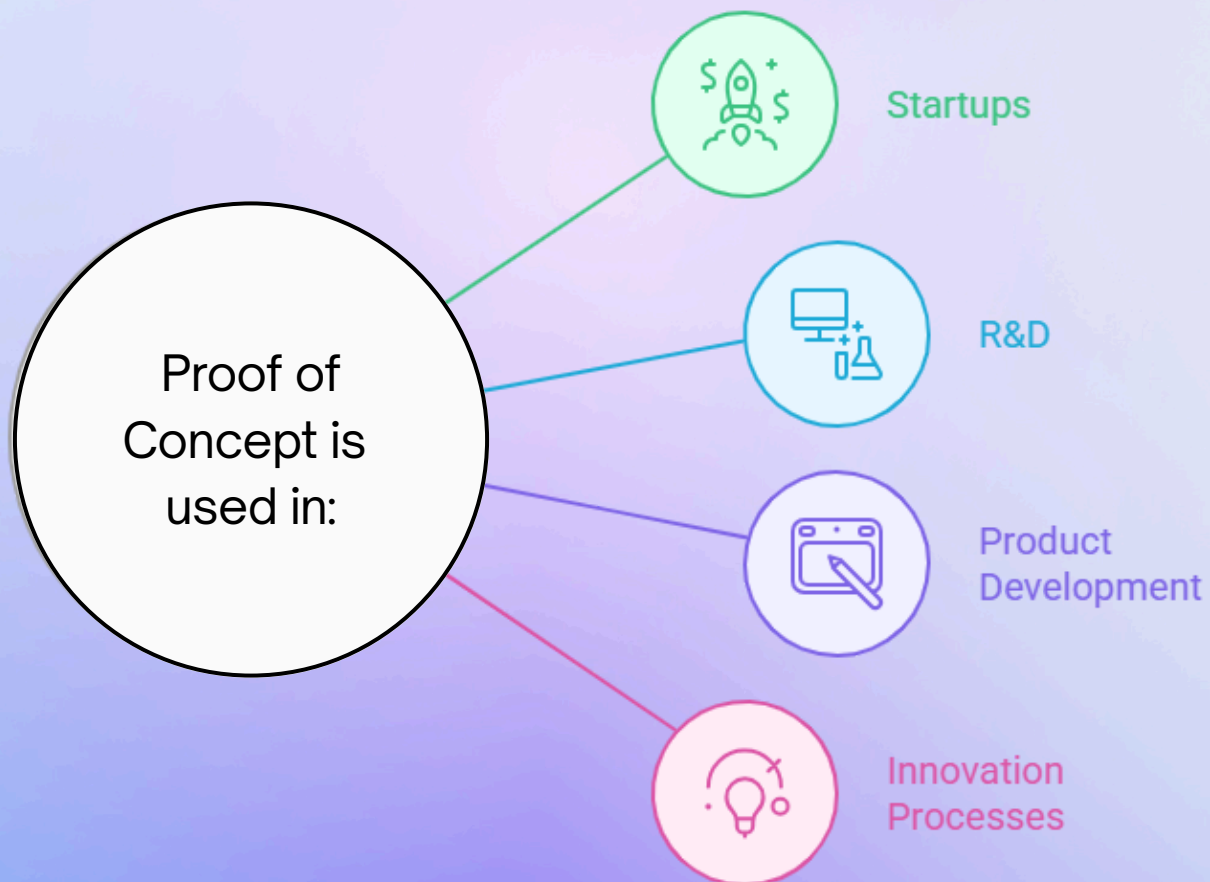 Proof of
Concept is
used in:
Startups
R&D
Product
Development
Innovation
Processes